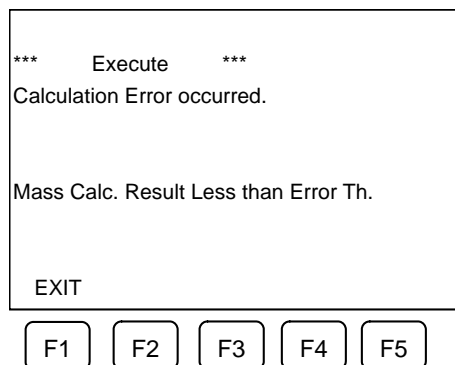 *** Execute ***
Calculation Error occurred.
Mass Calc. Result Less than Error Th.
EXIT
F1 F2 F3 F4 F5